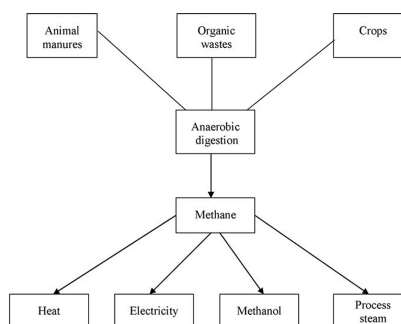 Animal
manures
Organic
wastes
Crops
Anaerobic
digestion
Methane
Heat
Electricity
Methanol
Process
steam